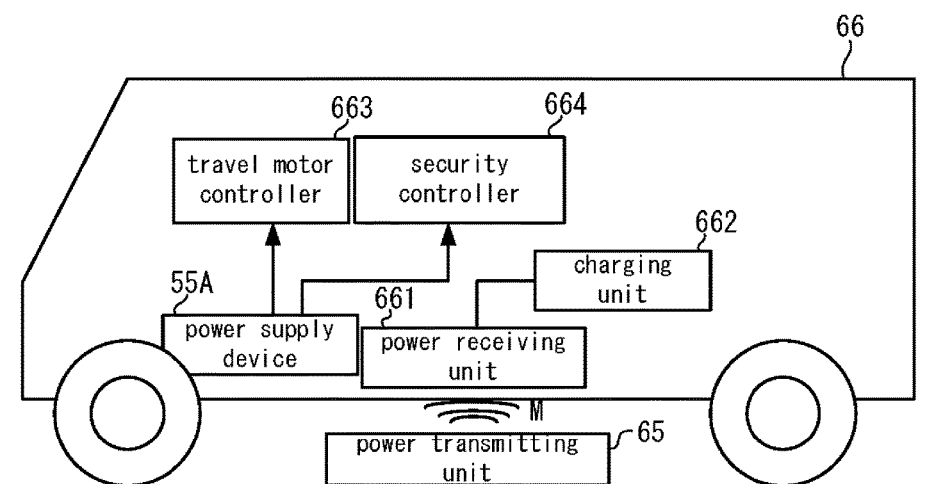 66
663
664
travel motor
controller
security
controller
662
charging
unit
55A
661
power supply
device
power receiving
unit
M
65
power transmitting
unit